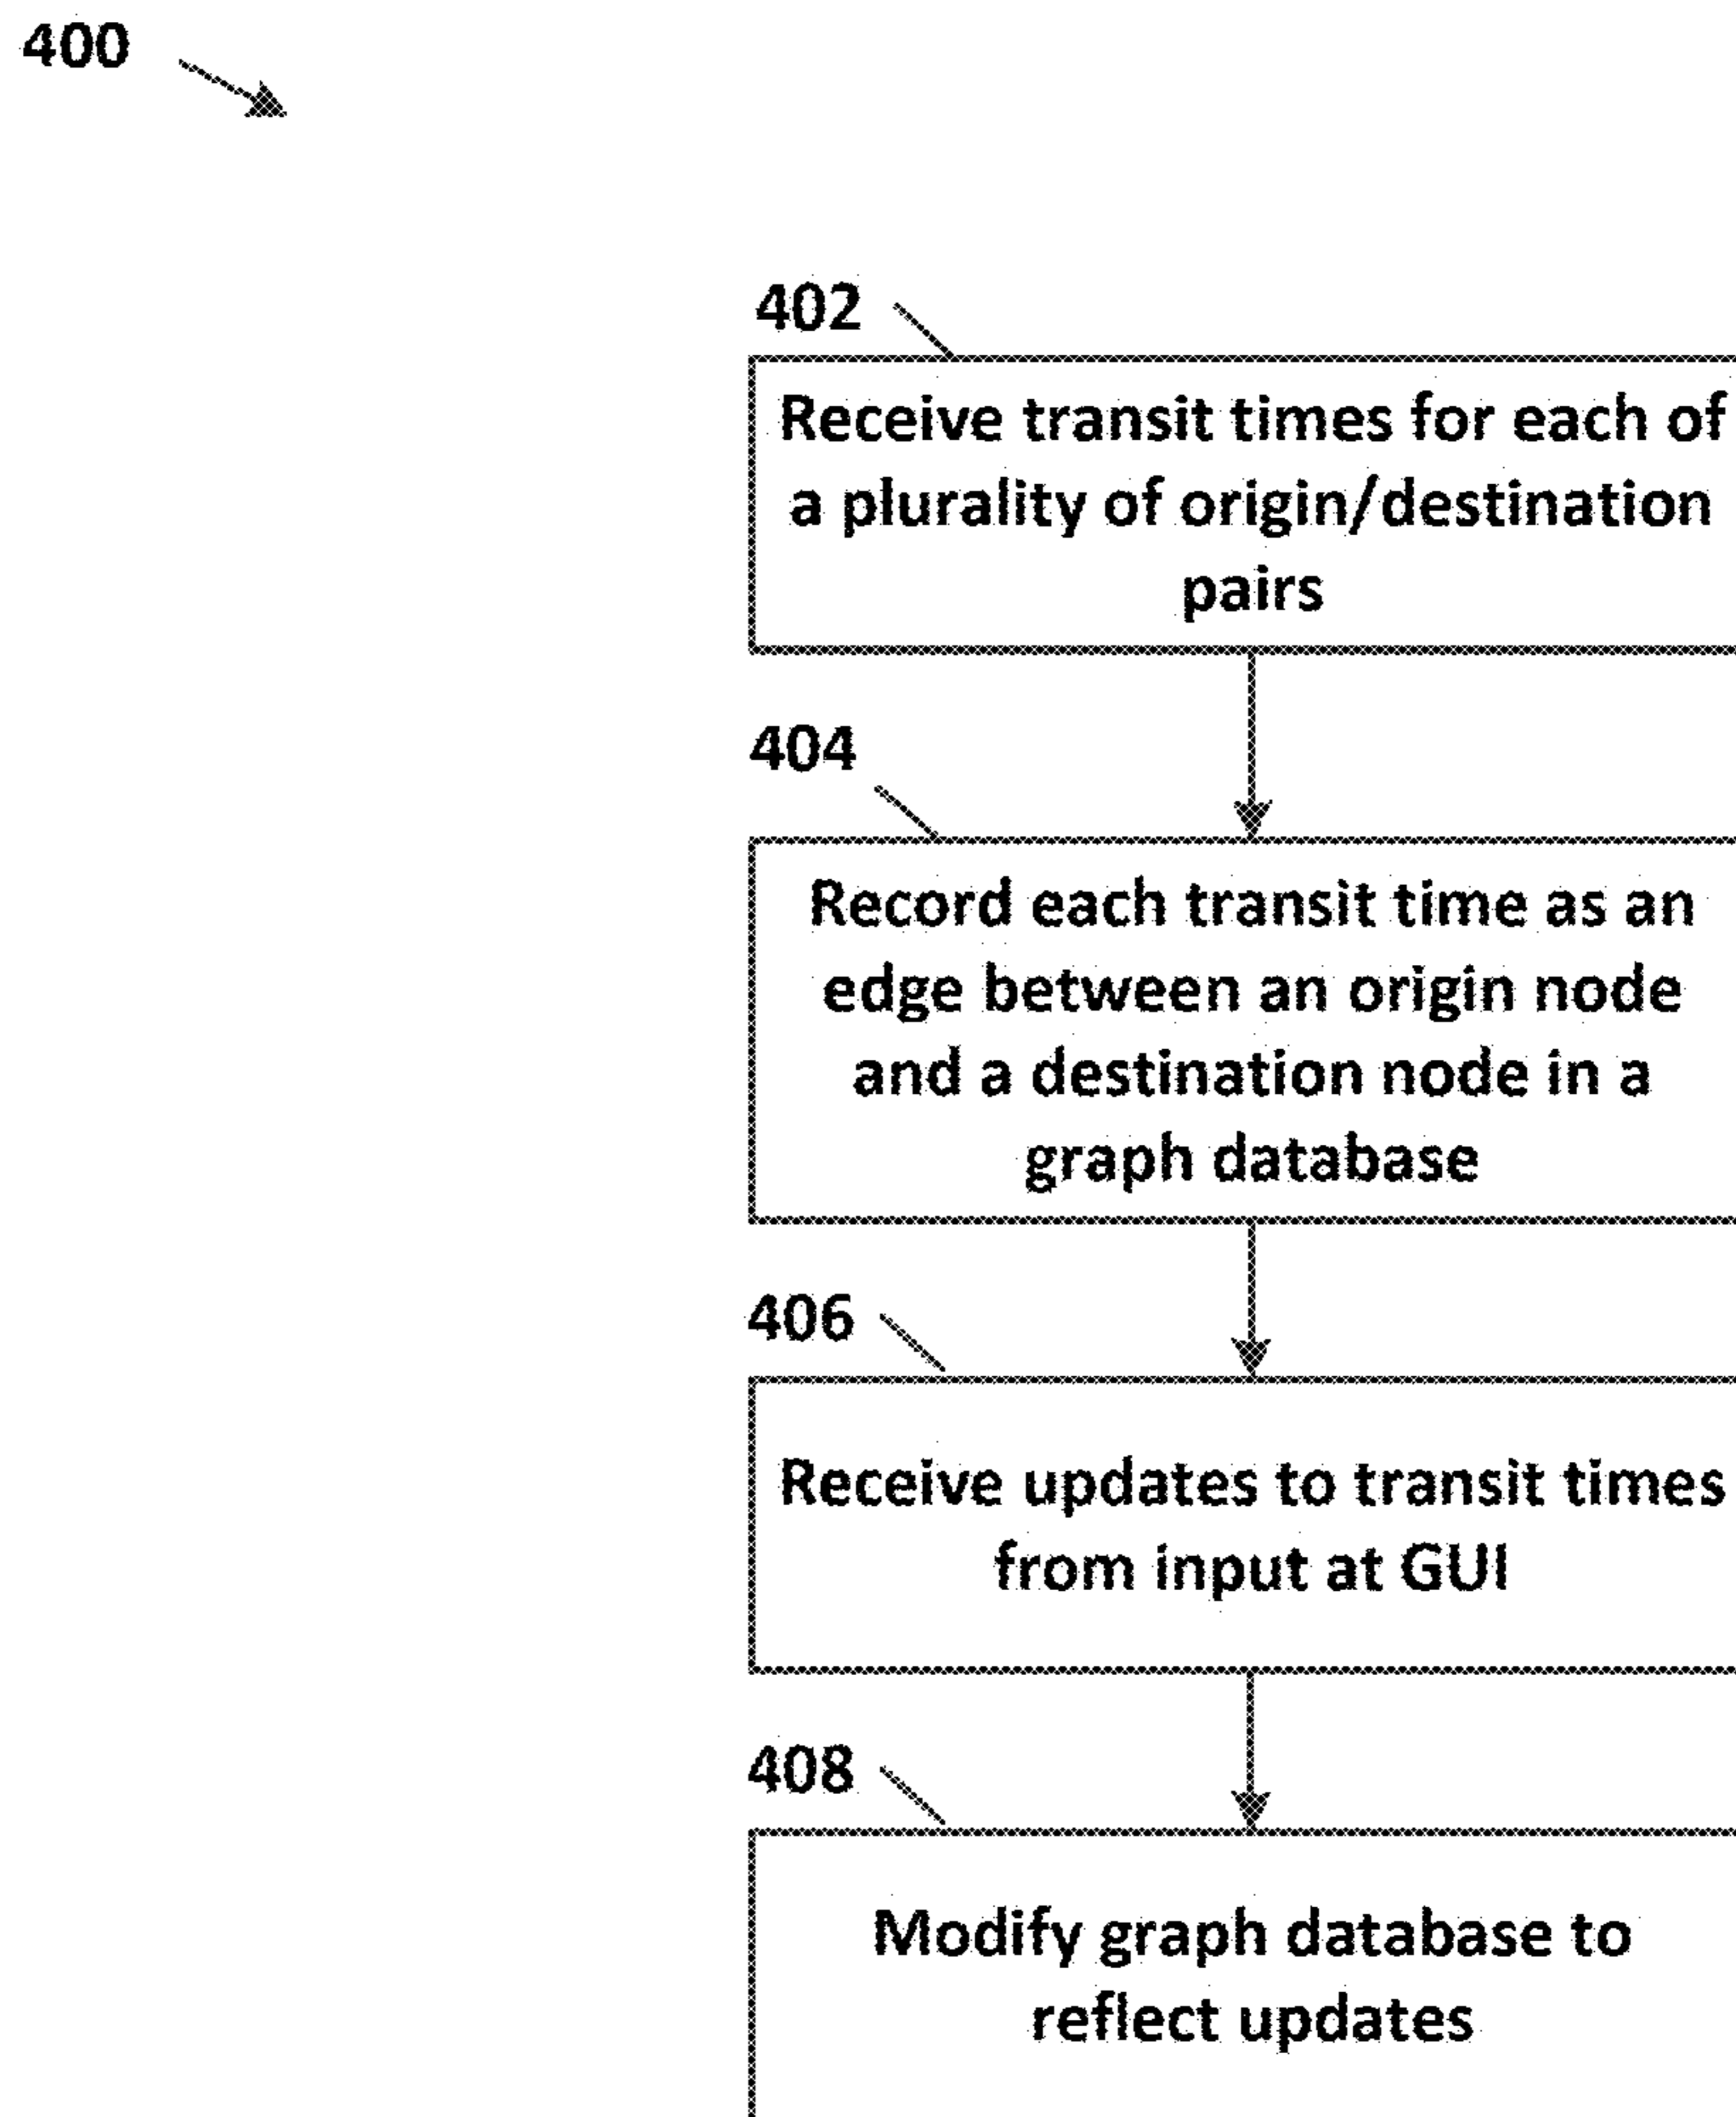 400
402
Receive transit times for each of
a plurality of origin/destination
pairs
404
Record each transit time as an
edge between an origin node
and a destination node in a
graph database
406
Receive updates to transit times
from input at GUI
408
Modify graph database to
reflect updates